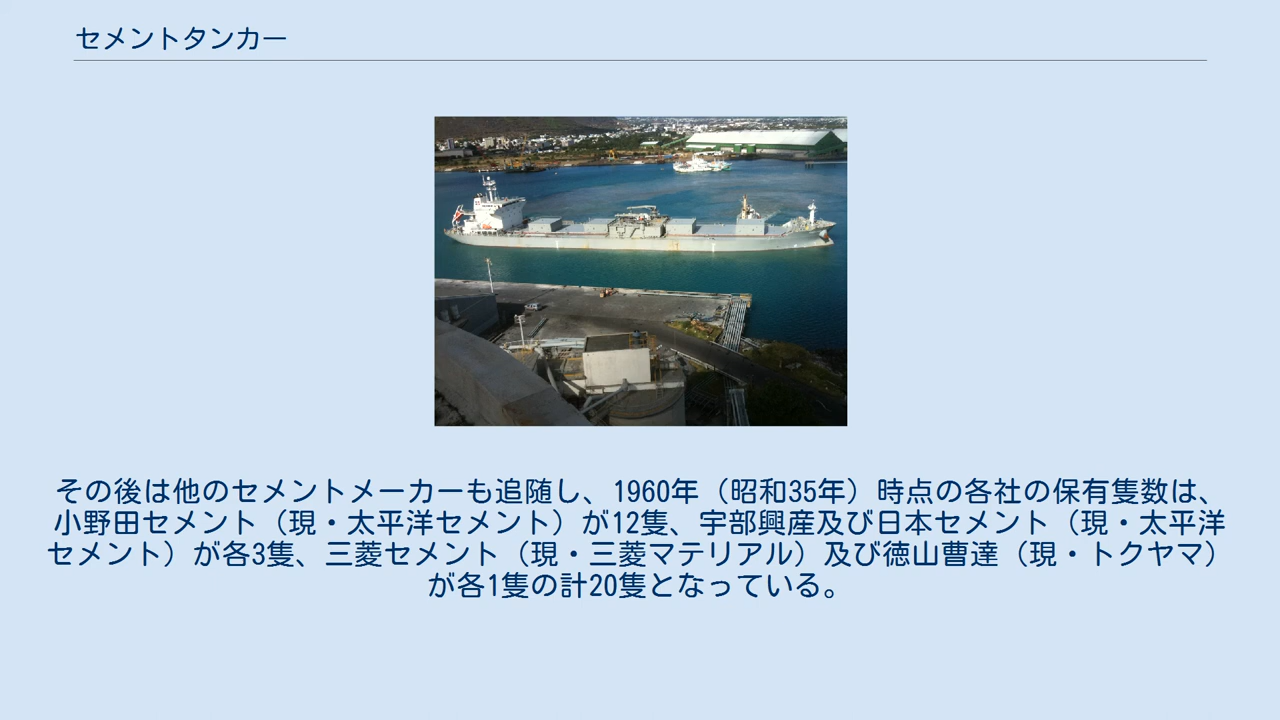 セメントタンカー
その後は他のセメントメーカーも追随し、1960年（昭和35年）時点の各社の保有隻数は、
小野田セメント（現・太平洋セメント）が12隻、宇部興産及び日本セメント（現・太平洋
セメント）が各3隻、三菱セメント（現・三菱マテリアル）及び徳山曹達（現・トクヤマ）
が各1隻の計20隻となっている。